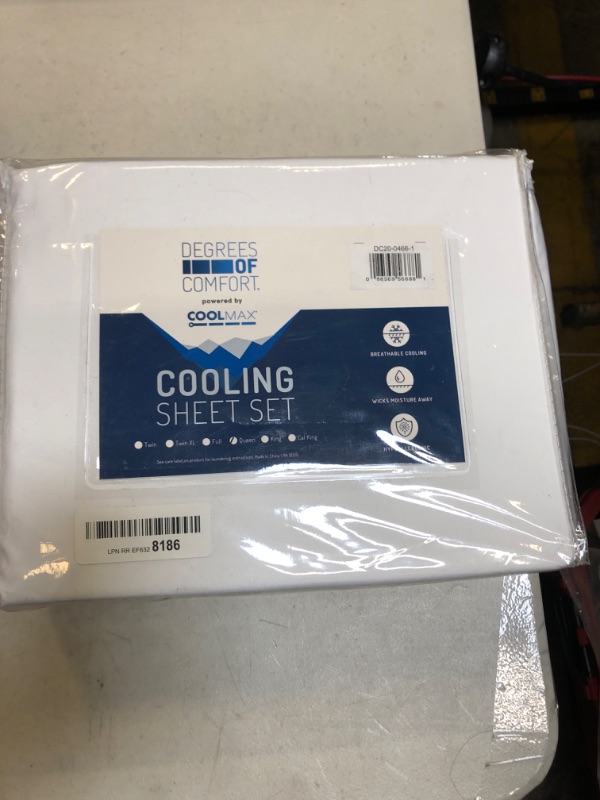 DEGREES
OF
COMFORT.
powered by
COOLMAX®
DC20-0466-1
COOLING
SHEET SET
BREATHABLE COOLING
WICKS MOISTURE AWAY
Twin Twin XL Full Queen King Cal King
LPN RR EF632 8186